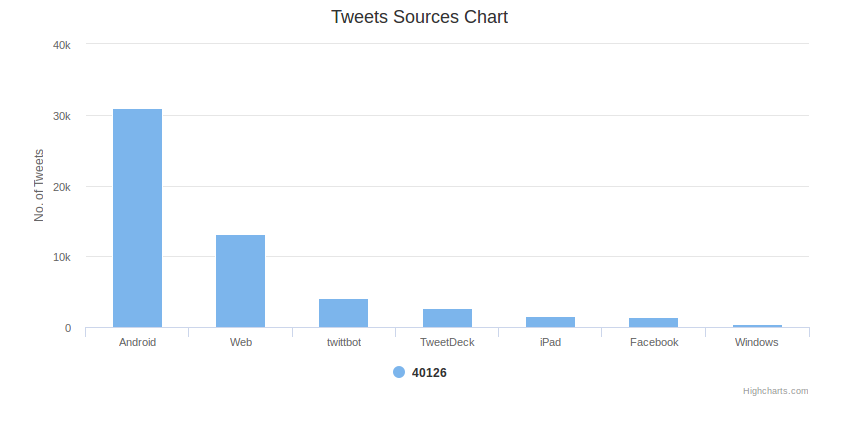 Tweets Sources Chart
No. of Tweets
40k
30k
20k
10k
0
Android Web twittbot TweetDeck iPad Facebook Windows
40126
Highcharts.com